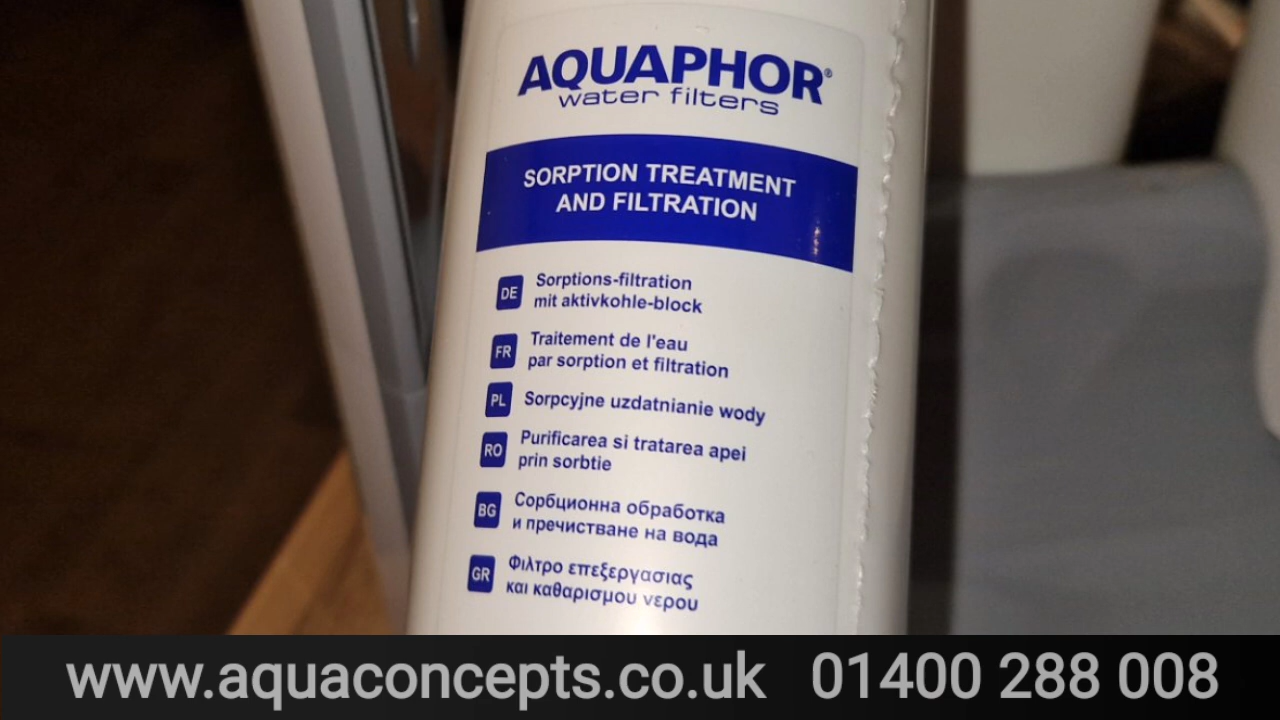 AQUAPHOR®
water filters
SORPTION TREATMENT
AND FILTRATION
DE Sorptions-filtration
mit aktivkohle-block
FR Traitement de l'eau
par sorption et filtration
PL Sorpcyjne uzdatnianie wody
RO Purificarea si tratarea apei
prin sorbtie
BG Сорбционна обработка
и пречистване на вода
GR Φιλτρο επεξεργασιας
και καθαρισμου νερου
www.aquaconcepts.co.uk 01400 288 008